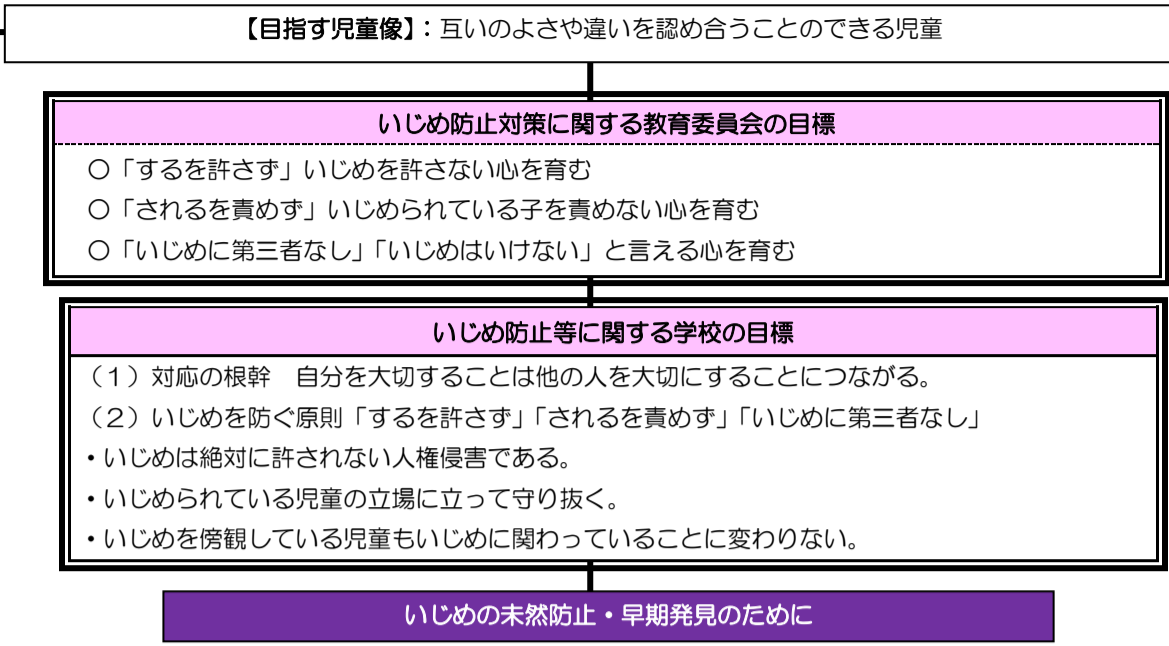 【目指す児童像】：互いのよさや違いを認め合うことのできる児童
いじめ防止対策に関する教育委員会の目標
○「するを許さず」いじめを許さない心を育む
○「されるを責めず」いじめられている子を責めない心を育む
○「いじめに第三者なし」「いじめはいけない」と言える心を育む
いじめ防止等に関する学校の目標
（１）対応の根幹　自分を大切することは他の人を大切にすることにつながる。
（２）いじめを防ぐ原則「するを許さず」「されるを責めず」「いじめに第三者なし」
・いじめは絶対に許されない人権侵害である。
・いじめられている児童の立場に立って守り抜く。
・いじめを傍観している児童もいじめに関わっていることに変わりない。
いじめの未然防止・早期発見のために